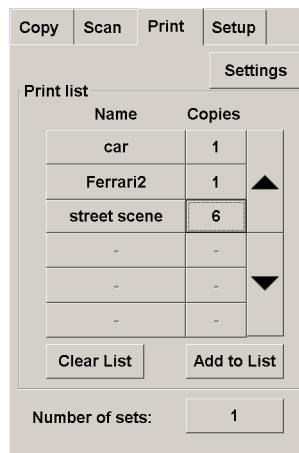 Copy Scan Print Setup
Settings
Print list
Name Copies
car 1
Ferrari2 1
street scene 6
- -
- -
- -
Clear List Add to List
Number of sets: 1